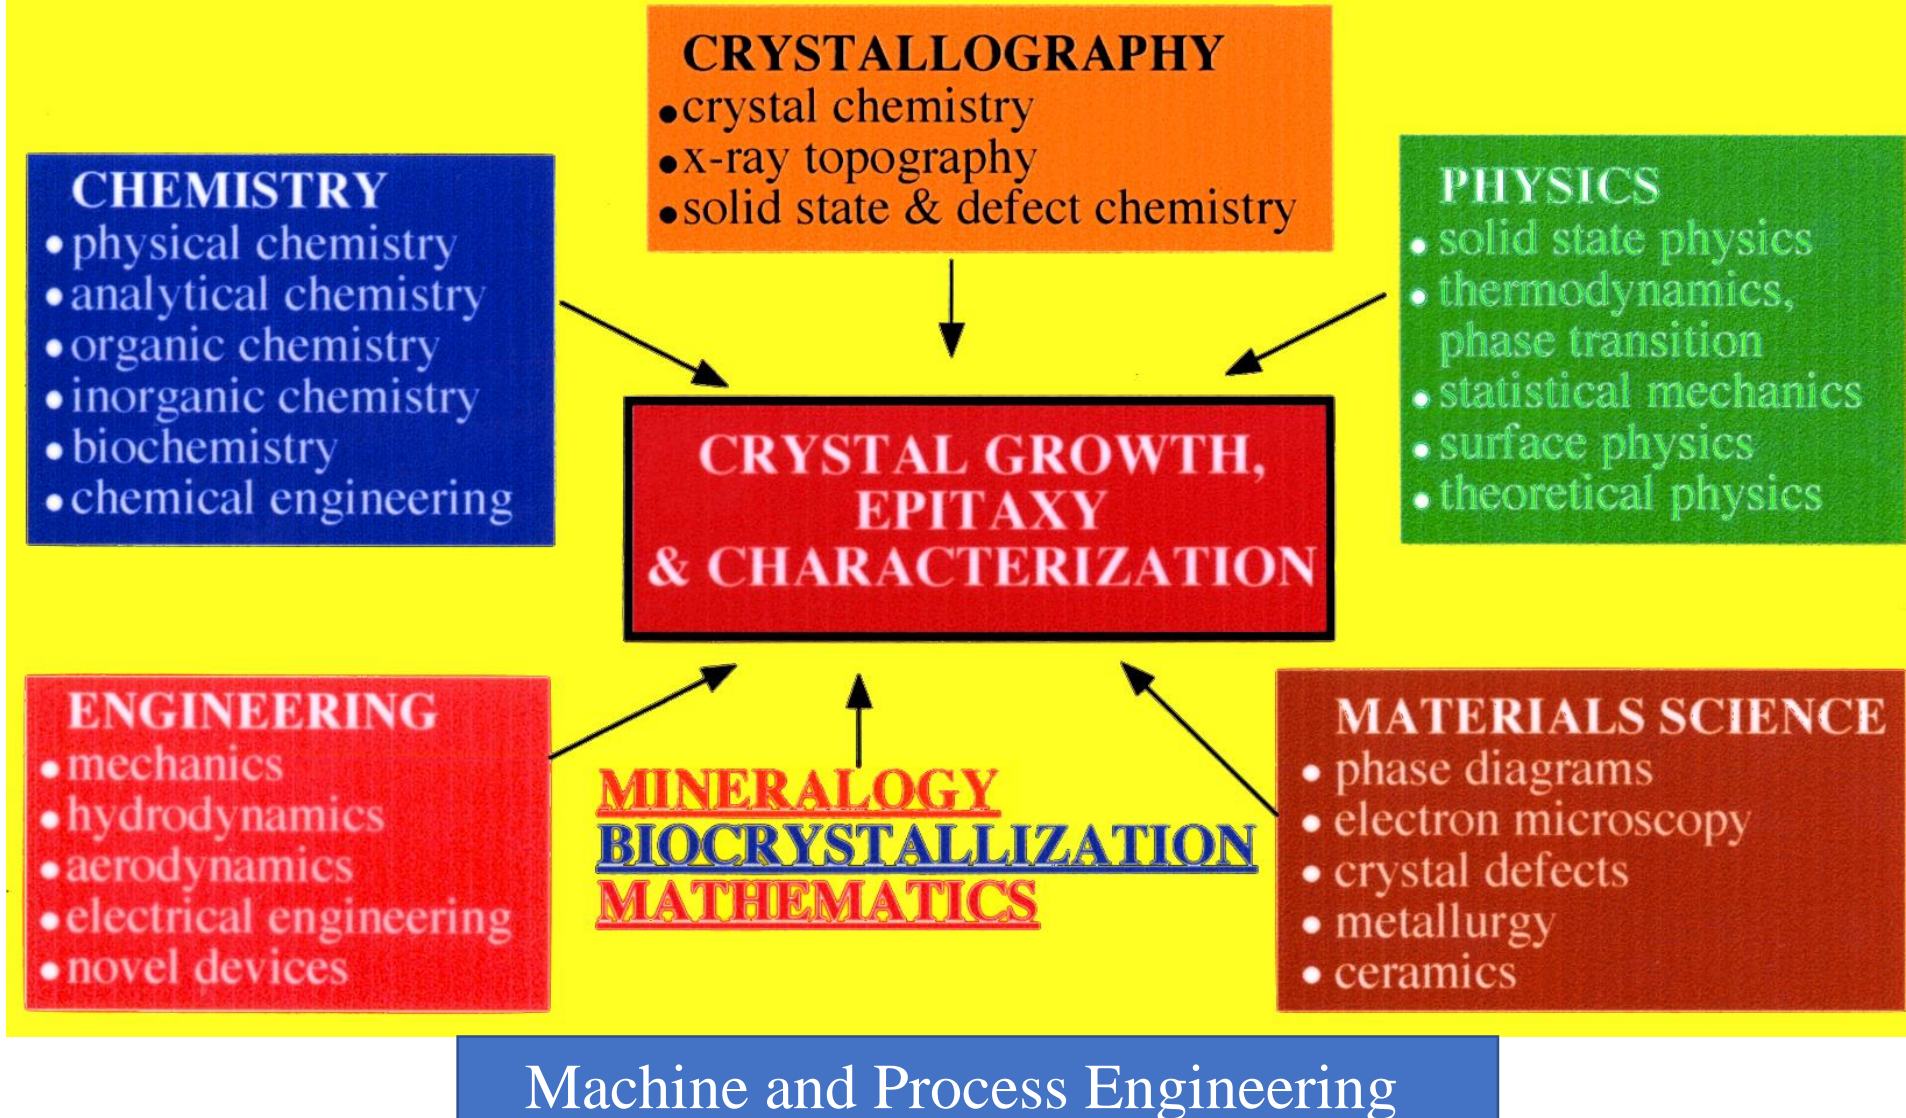 CRYSTALLOGRAPHY
•crystal chemistry
•x-ray topography
•solid state & defect chemistry
CHEMISTRY
•physical chemistry
•analytical chemistry
•organic chemistry
•inorganic chemistry
•biochemistry
•chemical engineering
PHYSICS
• solid state physics
• thermodynamics,
phase transition
• statistical mechanics
• surface physics
• theoretical physics
CRYSTAL GROWTH,
EPITAXY
& CHARACTERIZATION
ENGINEERING
•mechanics
•hydrodynamics
•aerodynamics
•electrical engineering
•novel devices
MINERALOGY
BIOCRYSTALLIZATION
MATHEMATICS
MATERIALS SCIENCE
• phase diagrams
• electron microscopy
• crystal defects
• metallurgy
• ceramics
Machine and Process Engineering